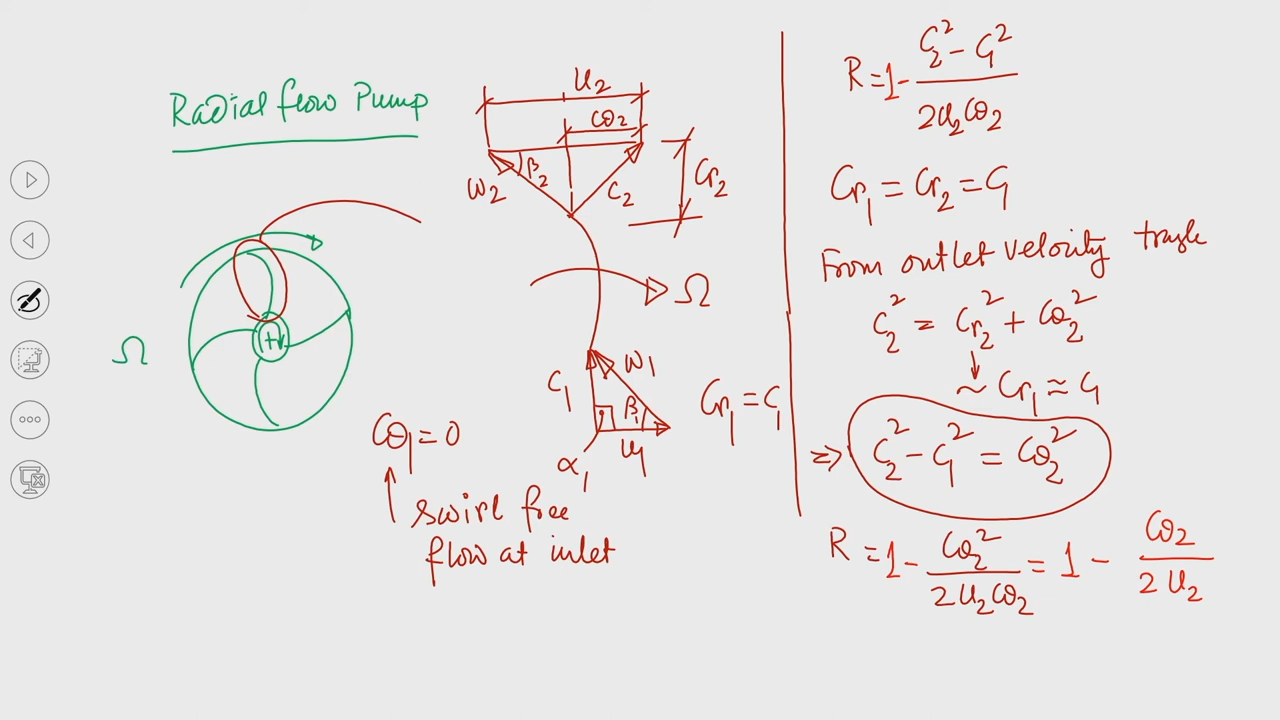 Radial flow Pump
Ω
Cθ₁ = 0
swirl free
flow at inlet
U₂
Cθ₂
W₂
β₂
C₂
Cr₂
Ω
C₁
W₁
β₁
U₁
α₁
Cr₁ = C₁
R = 1 - (C₂² - C₁²) / 2U₂Cθ₂
Cr₁ = Cr₂ = C₁
From outlet velocity
C₂² = Cr₂² + Cθ₂²
↓
~ Cr₁ ≈ C₁
⇒ C₂² - C₁² = Cθ₂²
R = 1 - Cθ₂² / 2U₂Cθ₂ = 1 - Cθ₂ / 2U₂